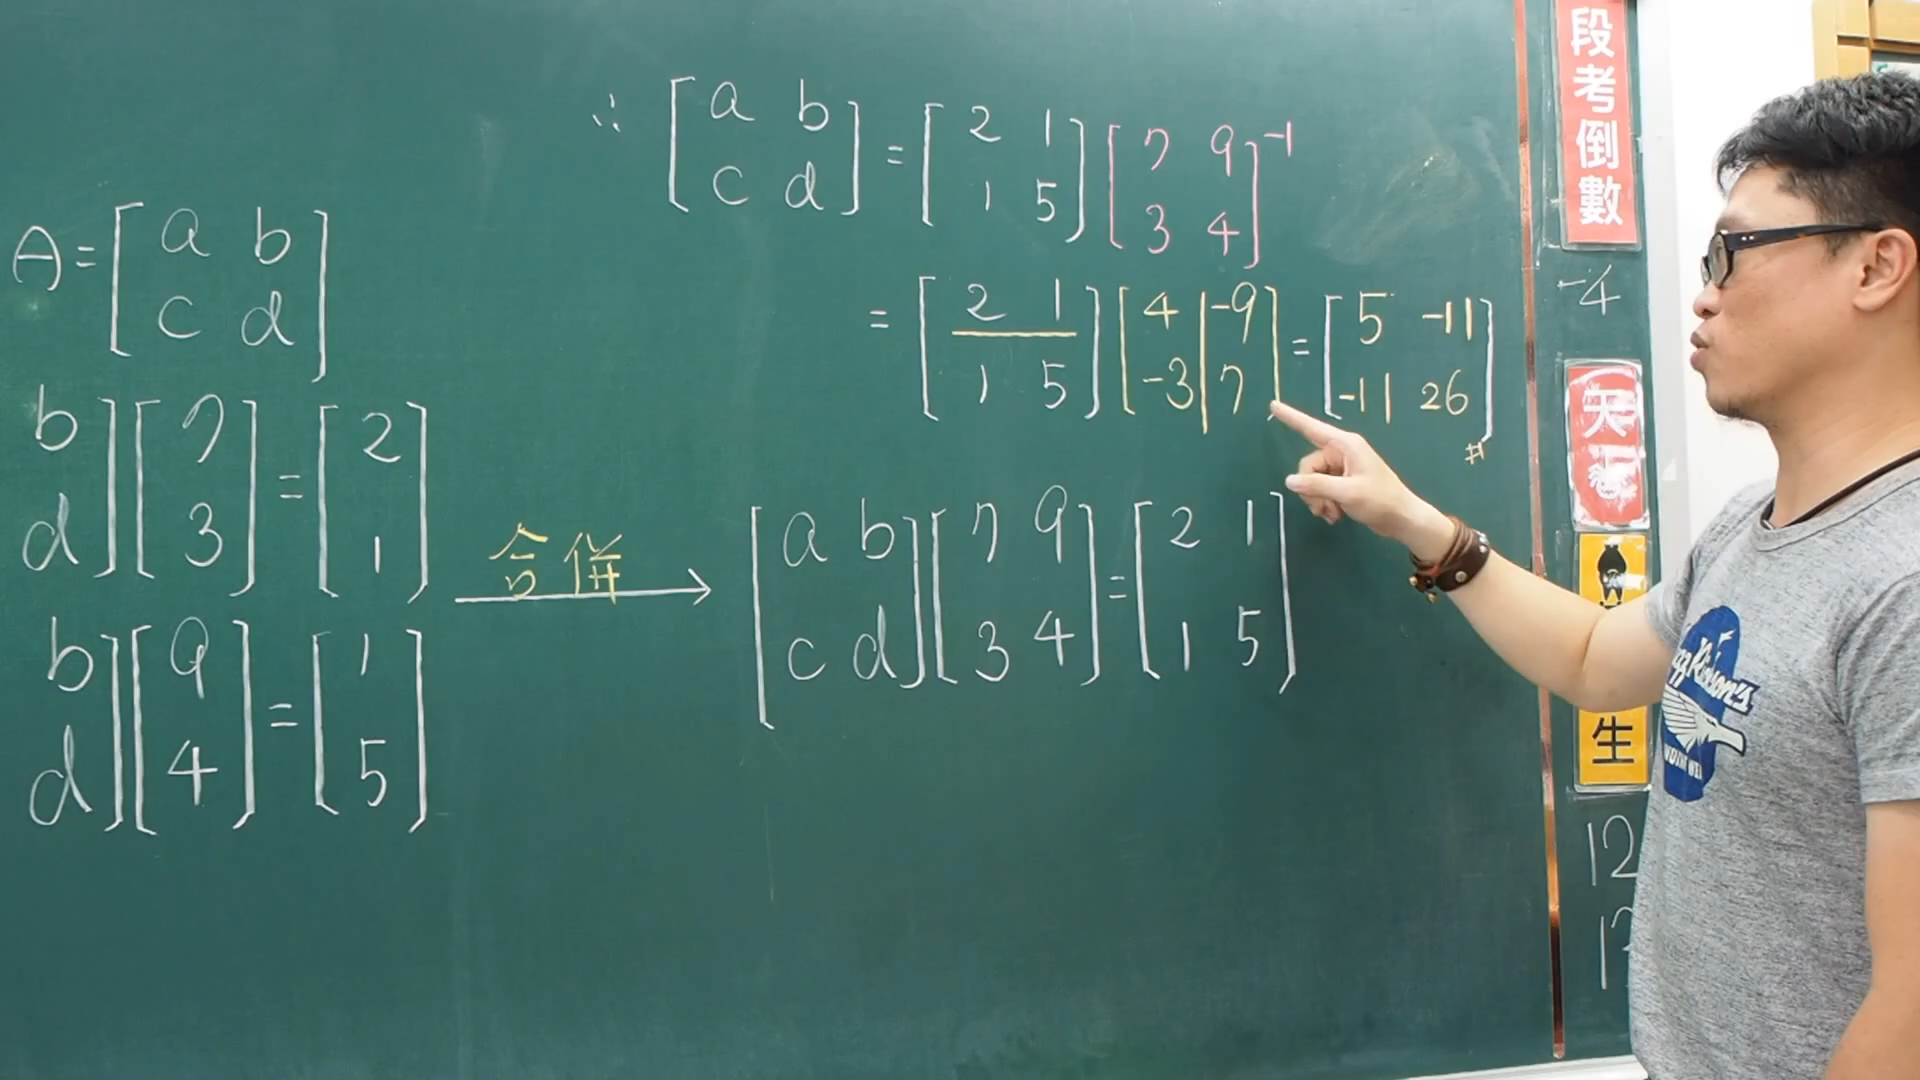 ∴ [a b; c d] = [2 1; 1 5] [7 9; 3 4]⁻¹
= [2 1; 1 5] [4 -9; -3 7] = [5 -11; -11 26] #
A = [a b; c d]
b d] [7; 3] = [2; 1]
b d] [9; 4] = [1; 5]
合併
[a b; c d] [7 9; 3 4] = [2 1; 1 5]
段考倒數
-4
天
生
12